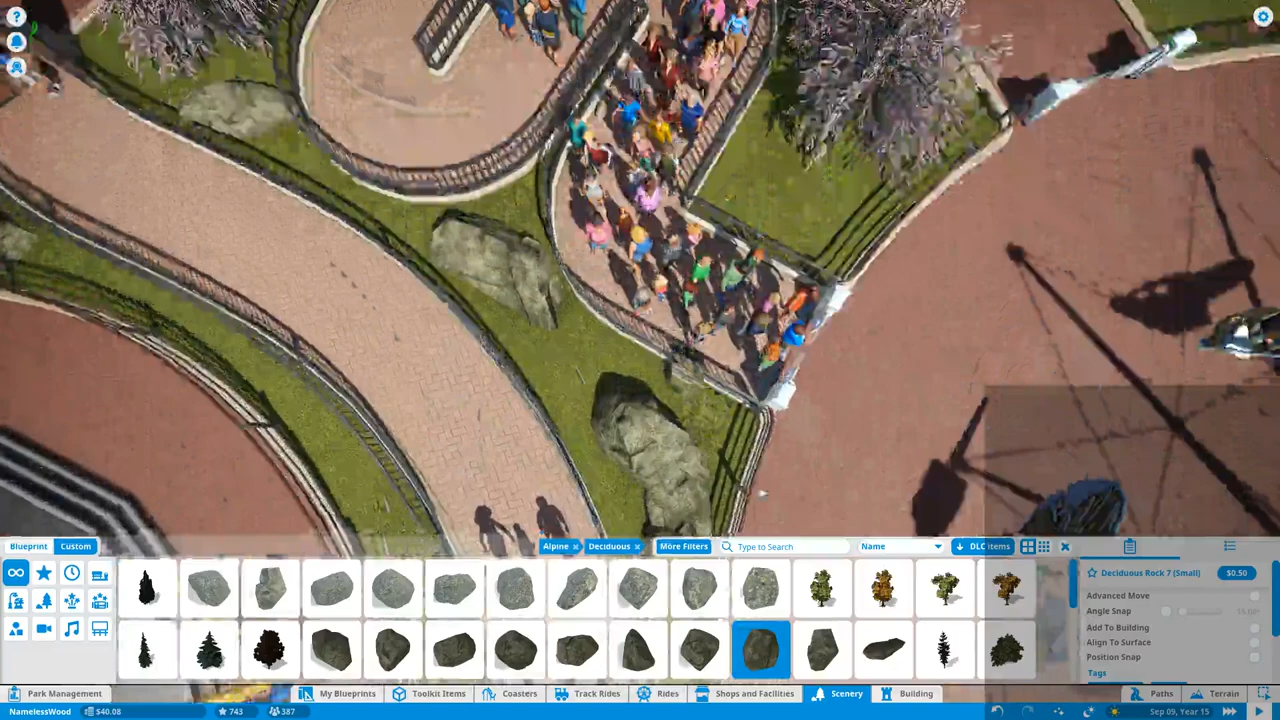 Blueprint Custom Alpine × Deciduous × More Filters Type to Search Name DLC Items
Deciduous Rock 7 (Small) $0.50
Advanced Move
Angle Snap
Add To Building
Align To Surface
Position Snap
Tags
Park Management My Blueprints Toolkit Items Coasters Track Rides Rides Shops and Facilities Scenery Building Paths Terrain
NamelessWood $40.08 743 387 Sep 09, Year 15